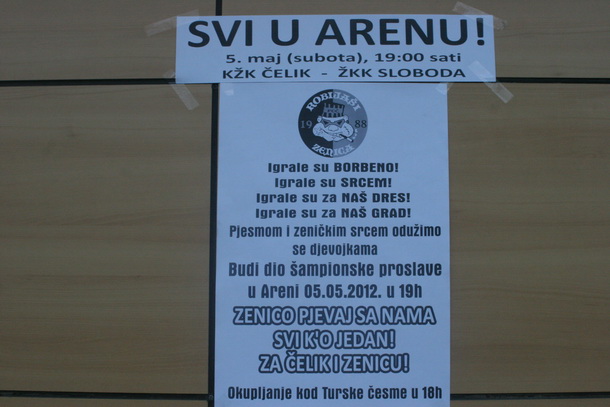 SVI U ARENU!
5. maj (subota), 19:00 sati
KŽK ČELIK - ŽKK SLOBODA
ROBIJAŠI
19 88
ZENICA
Igrale su BORBENO!
Igrale su SRCEM!
Igrale su za NAŠ DRES!
Igrale su za NAŠ GRAD!
Pjesmom i zeničkim srcem odužimo
se djevojkama
Budi dio šampionske proslave
u Areni 05.05.2012. u 19h
ZENICO PJEVAJ SA NAMA
SVI K'O JEDAN!
ZA ČELIK I ZENICU!
Okupljanje kod Turske česme u 18h